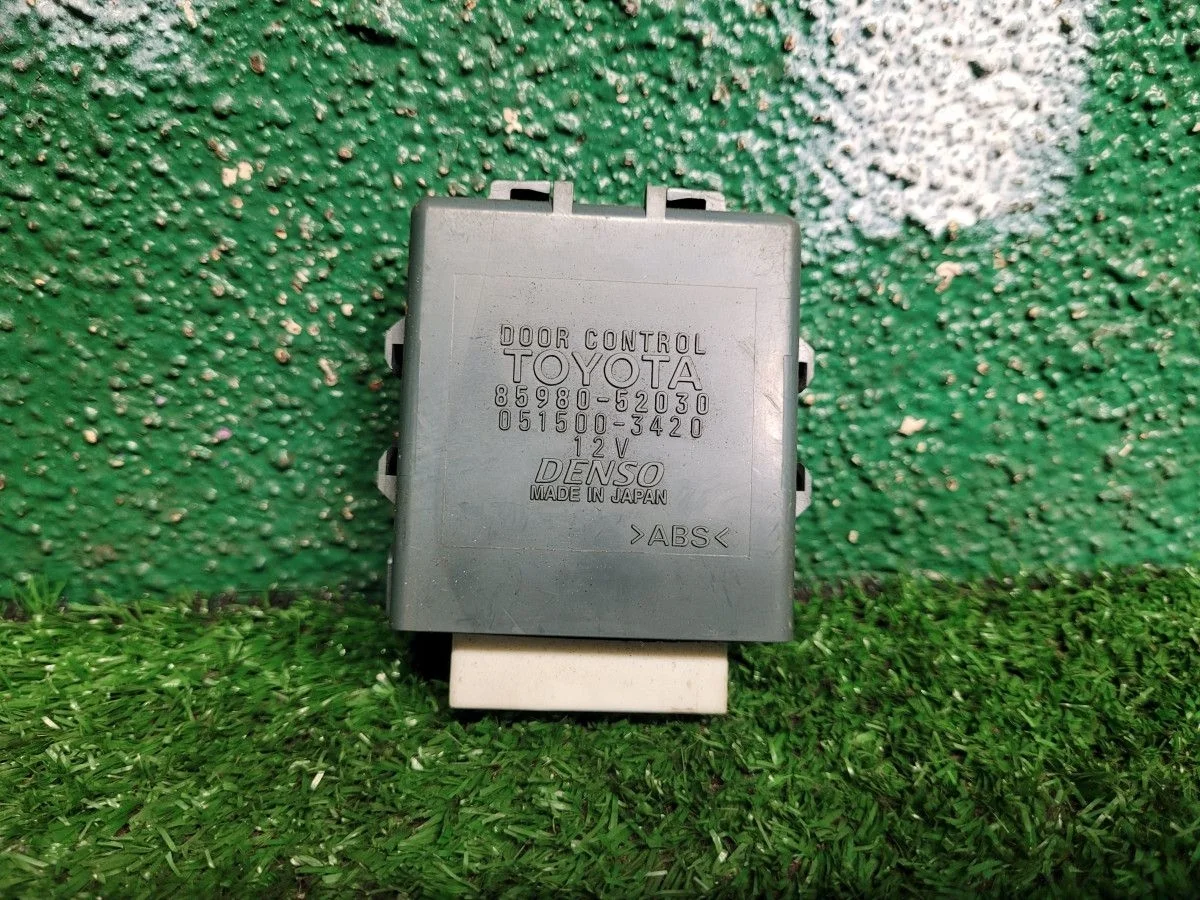 DOOR CONTROL
TOYOTA
85980-52030
051500-3420
12V
DENSO
MADE IN JAPAN
>ABS<